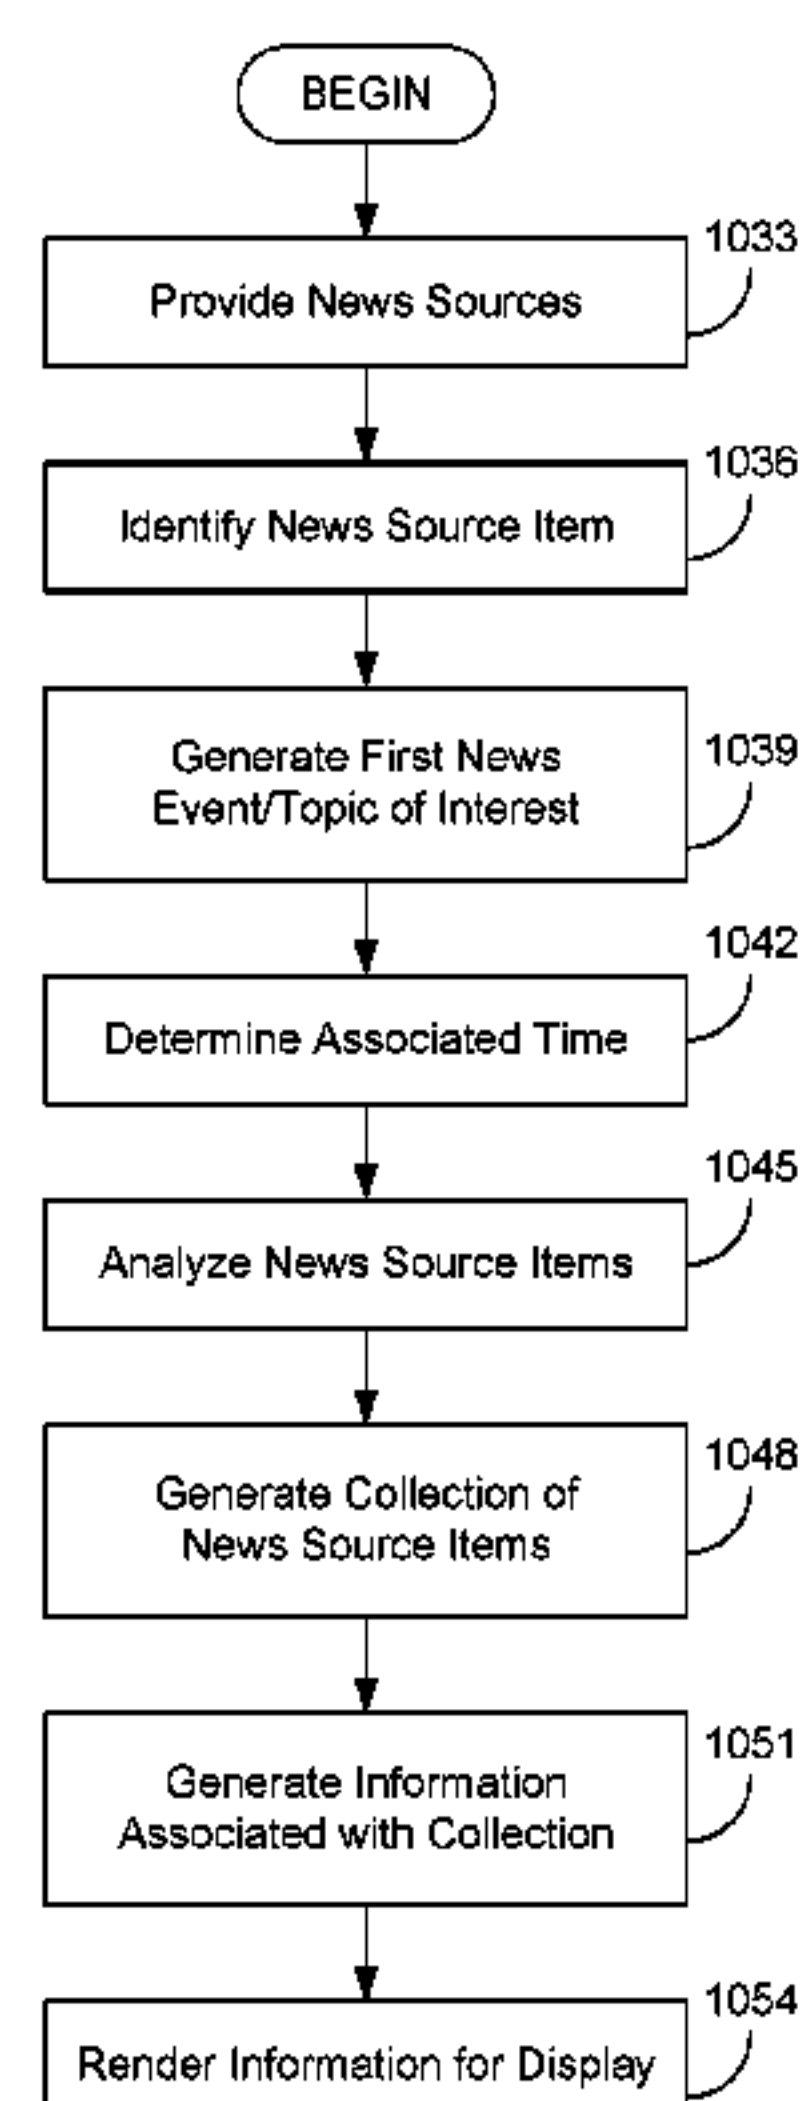 BEGIN
1033
Provide News Sources
1036
Identify News Source Item
1039
Generate First News
Event/Topic of Interest
1042
Determine Associated Time
1045
Analyze News Source Items
1048
Generate Collection of
News Source Items
1051
Generate Information
Associated with Collection
1054
Render Information for Display